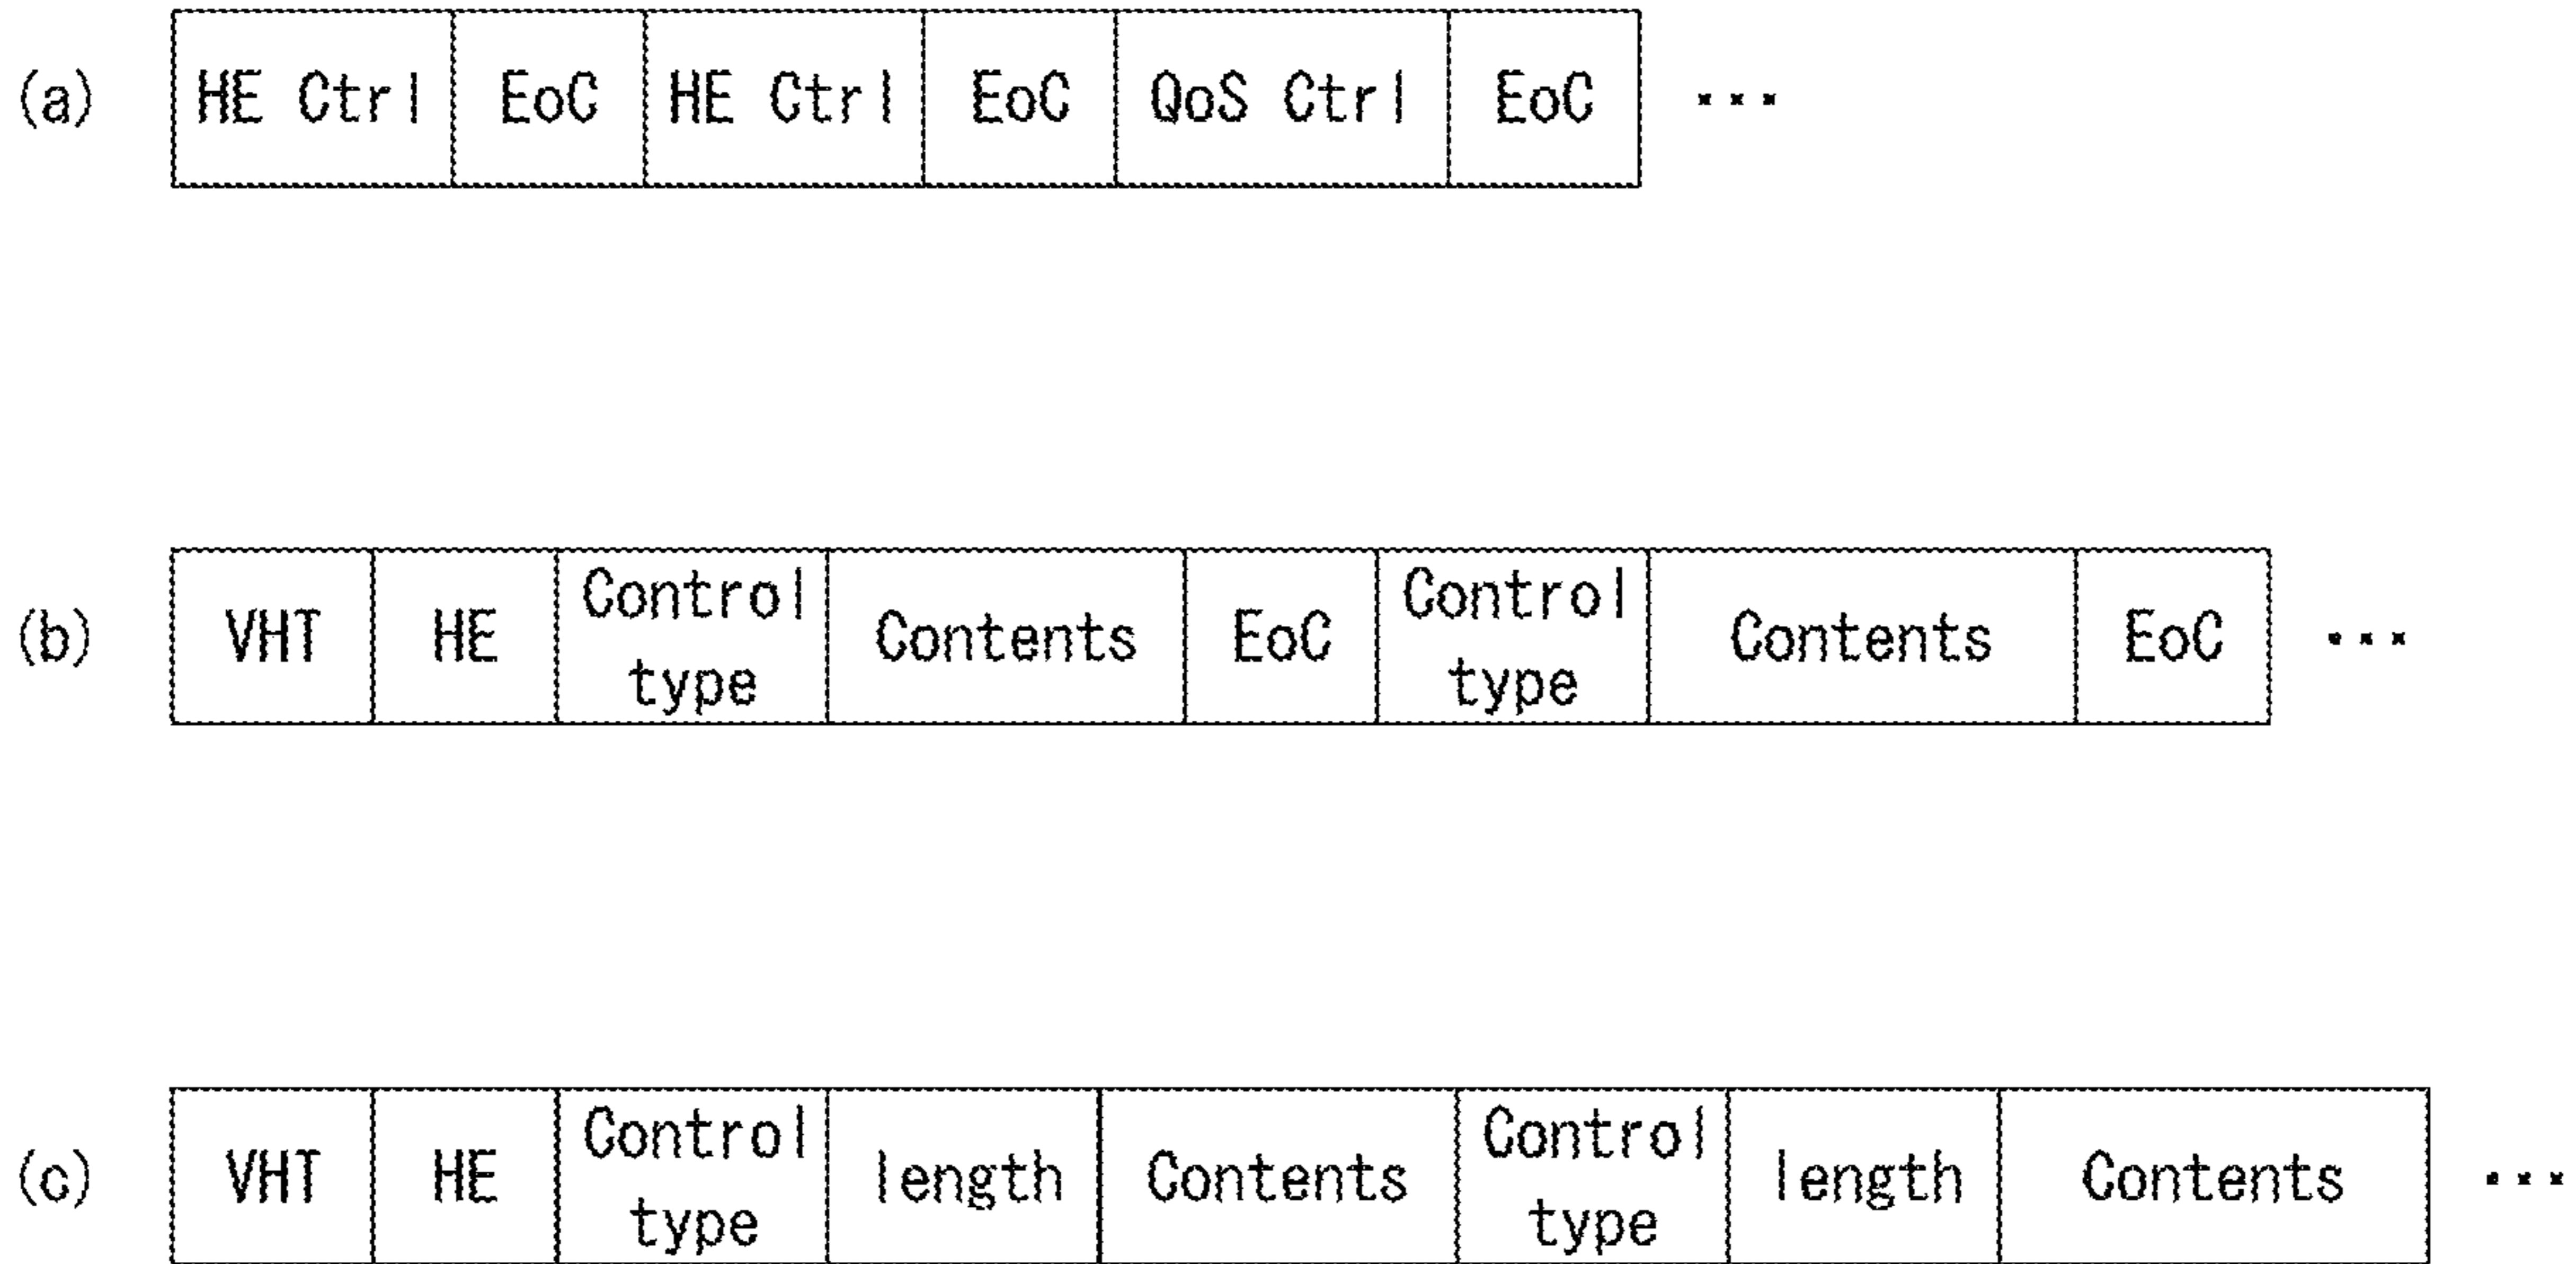 (a) HE Ctrl EoC HE Ctrl EoC QoS Ctrl EoC ...
(b) VHT HE Control type Contents EoC Control type Contents EoC ...
(c) VHT HE Control type length Contents Control type length Contents ...